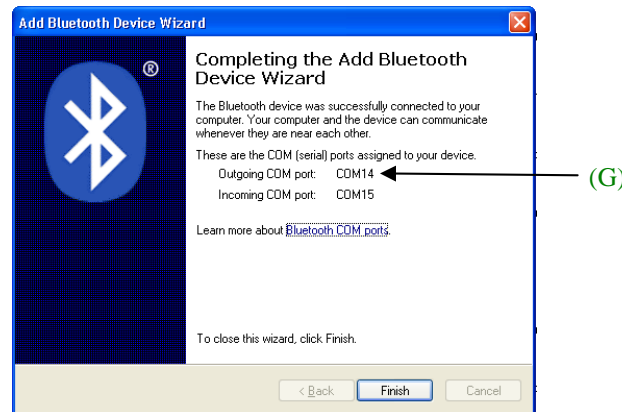 Add Bluetooth Device Wizard
®
Completing the Add Bluetooth
Device Wizard
The Bluetooth device was successfully connected to your
computer. Your computer and the device can communicate
whenever they are near each other.
These are the COM (serial) ports assigned to your device.
Outgoing COM port: COM14
(G)
Incoming COM port: COM15
Learn more about Bluetooth COM ports.
To close this wizard, click Finish.
< Back Finish Cancel